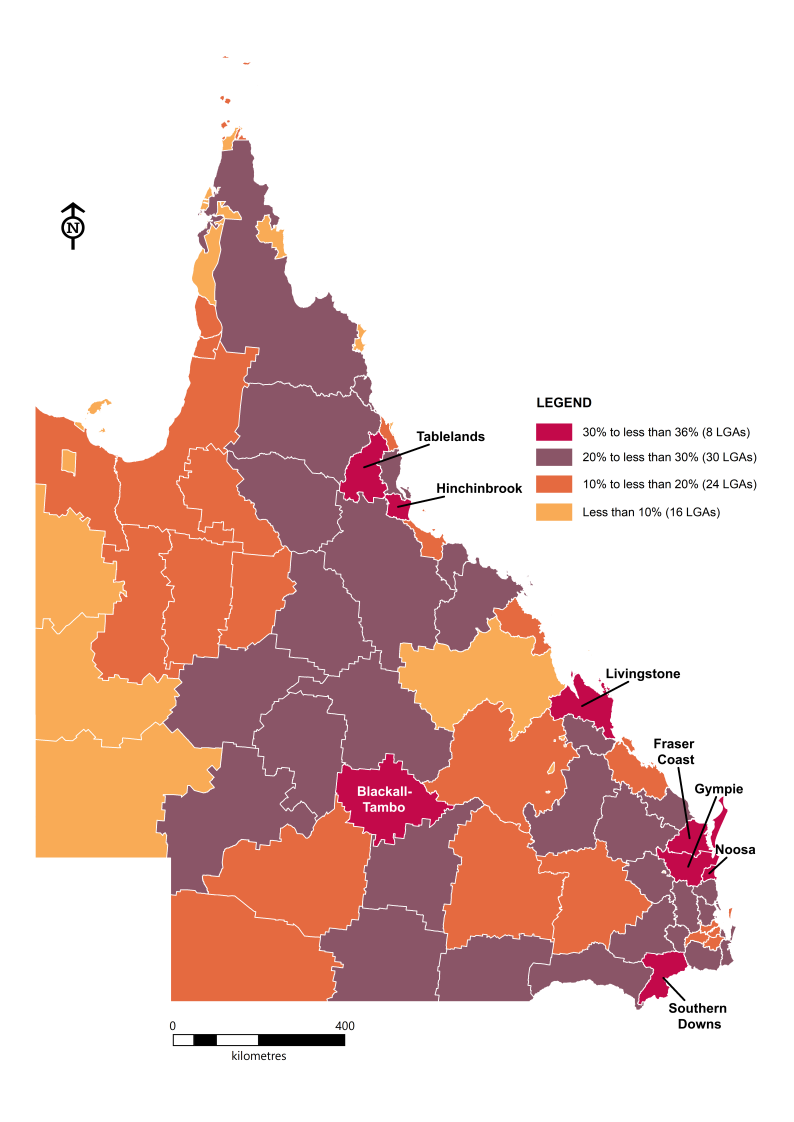 N
LEGEND
30% to less than 36% (8 LGAs)
20% to less than 30% (30 LGAs)
10% to less than 20% (24 LGAs)
Less than 10% (16 LGAs)
Tablelands
Hinchinbrook
Livingstone
Fraser
Coast
Gympie
Blackall-
Tambo
Noosa
Southern
Downs
0 400
kilometres